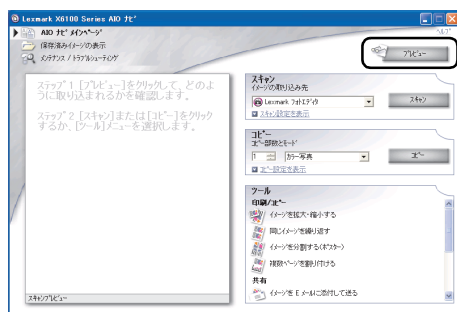 Lexmark X6100 Series AIO ナビ
AIO ナビ メインページ
保存済みイメージの表示
メンテナンス / トラブルシューティング
ヘルプ
プレビュー
ステップ 1 [プレビュー]をクリックして、どのように取り込まれるかを確認します。
ステップ 2 [スキャン]または[コピー]をクリックするか、[ツール]メニューを選択します。
スキャンプレビュー
スキャン
イメージの取り込み先
Lexmark フォトエディタ
スキャン
スキャン設定を表示
コピー
コピー部数とモード
1
カラー写真
コピー
コピー設定を表示
ツール
印刷/コピー
イメージを拡大・縮小する
同じイメージを繰り返す
イメージを分割する(ポスター)
複数ページを割り付ける
共有
イメージを E メールに添付して送る